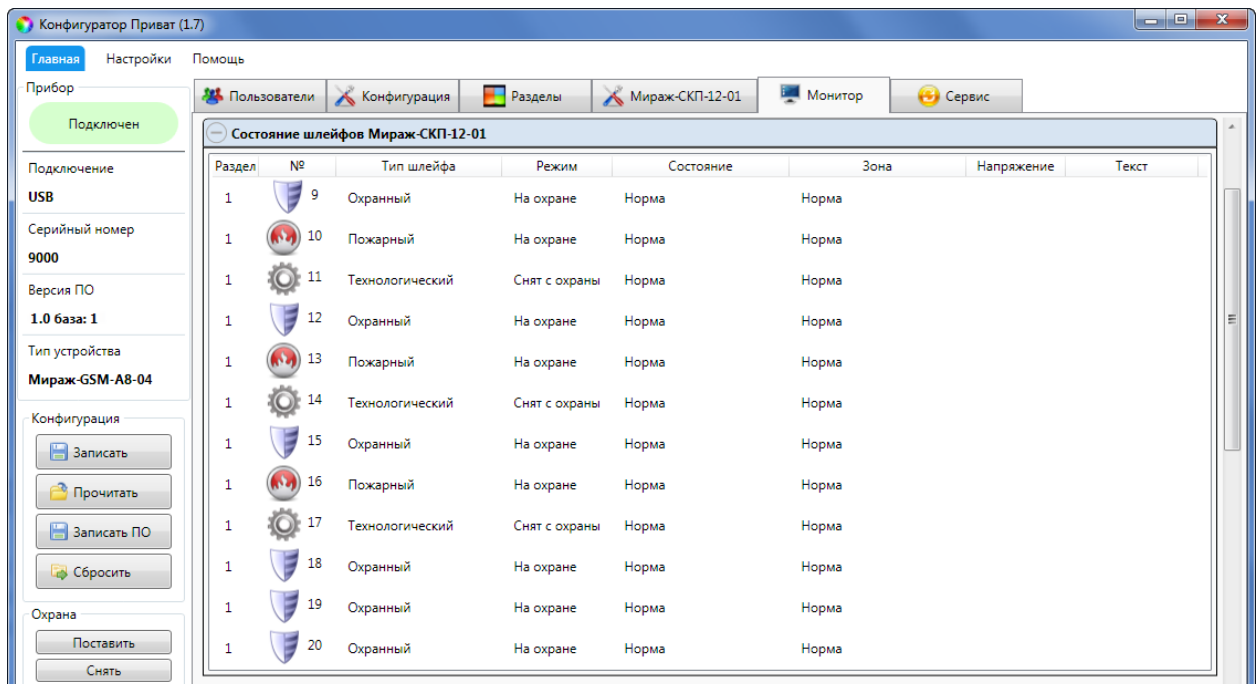 Конфигуратор Приват (1.7)
Главная Настройки Помощь
Прибор
Подключен
Подключение
USB
Серийный номер
9000
Версия ПО
1.0 база: 1
Тип устройства
Мираж-GSM-A8-04
Конфигурация
Записать
Прочитать
Записать ПО
Сбросить
Охрана
Поставить
Снять
Пользователи Конфигурация Разделы Мираж-СКП-12-01 Монитор Сервис
Состояние шлейфов Мираж-СКП-12-01
Раздел № Тип шлейфа Режим Состояние Зона Напряжение Текст
1 9 Охранный На охране Норма Норма
1 10 Пожарный На охране Норма Норма
1 11 Технологический Снят с охраны Норма Норма
1 12 Охранный На охране Норма Норма
1 13 Пожарный На охране Норма Норма
1 14 Технологический Снят с охраны Норма Норма
1 15 Охранный На охране Норма Норма
1 16 Пожарный На охране Норма Норма
1 17 Технологический Снят с охраны Норма Норма
1 18 Охранный На охране Норма Норма
1 19 Охранный На охране Норма Норма
1 20 Охранный На охране Норма Норма